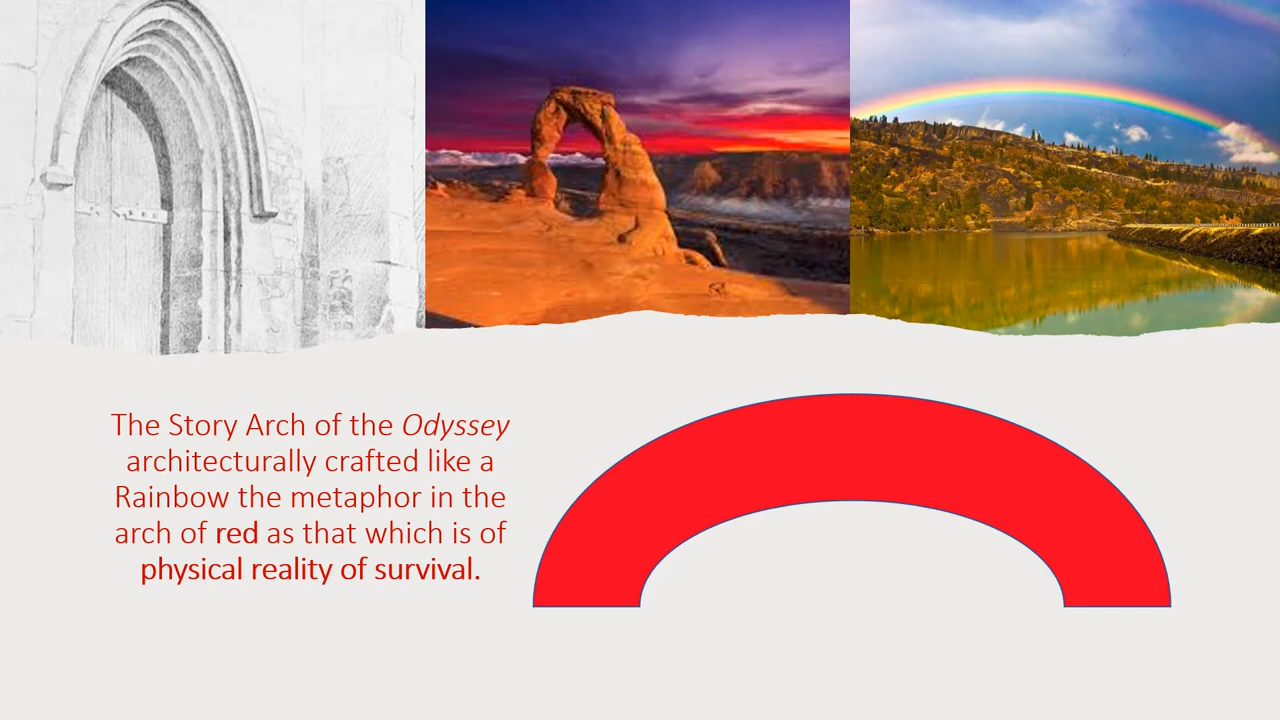 The Story Arch of the Odyssey
architecturally crafted like a
Rainbow the metaphor in the
arch of red as that which is of
physical reality of survival.